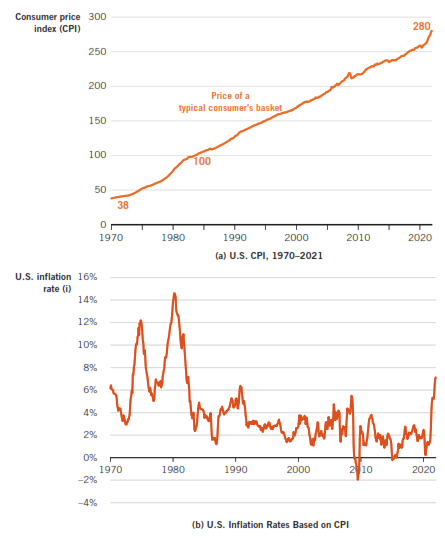 Consumer price 300
index (CPI)
280
250
200
Price of a
typical consumer's basket
150
100
100
50
38
0
1970 1980 1990 2000 2010 2020
(a) U.S. CPI, 1970–2021
U.S. inflation 16%
rate (i)
14%
12%
10%
8%
6%
4%
2%
0%
1970 1980 1990 2000 2010 2020
–2%
–4%
(b) U.S. Inflation Rates Based on CPI